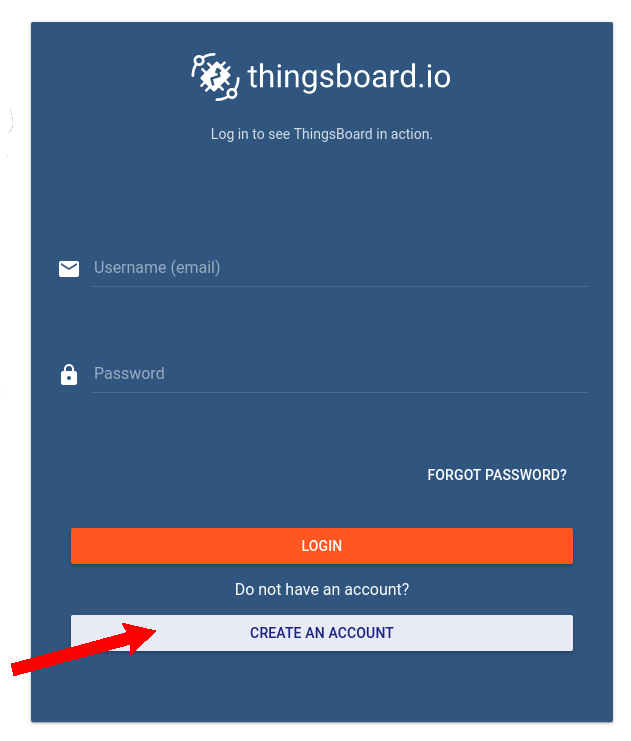 thingsboard.io
Log in to see ThingsBoard in action.
Username (email)
Password
FORGOT PASSWORD?
LOGIN
Do not have an account?
CREATE AN ACCOUNT